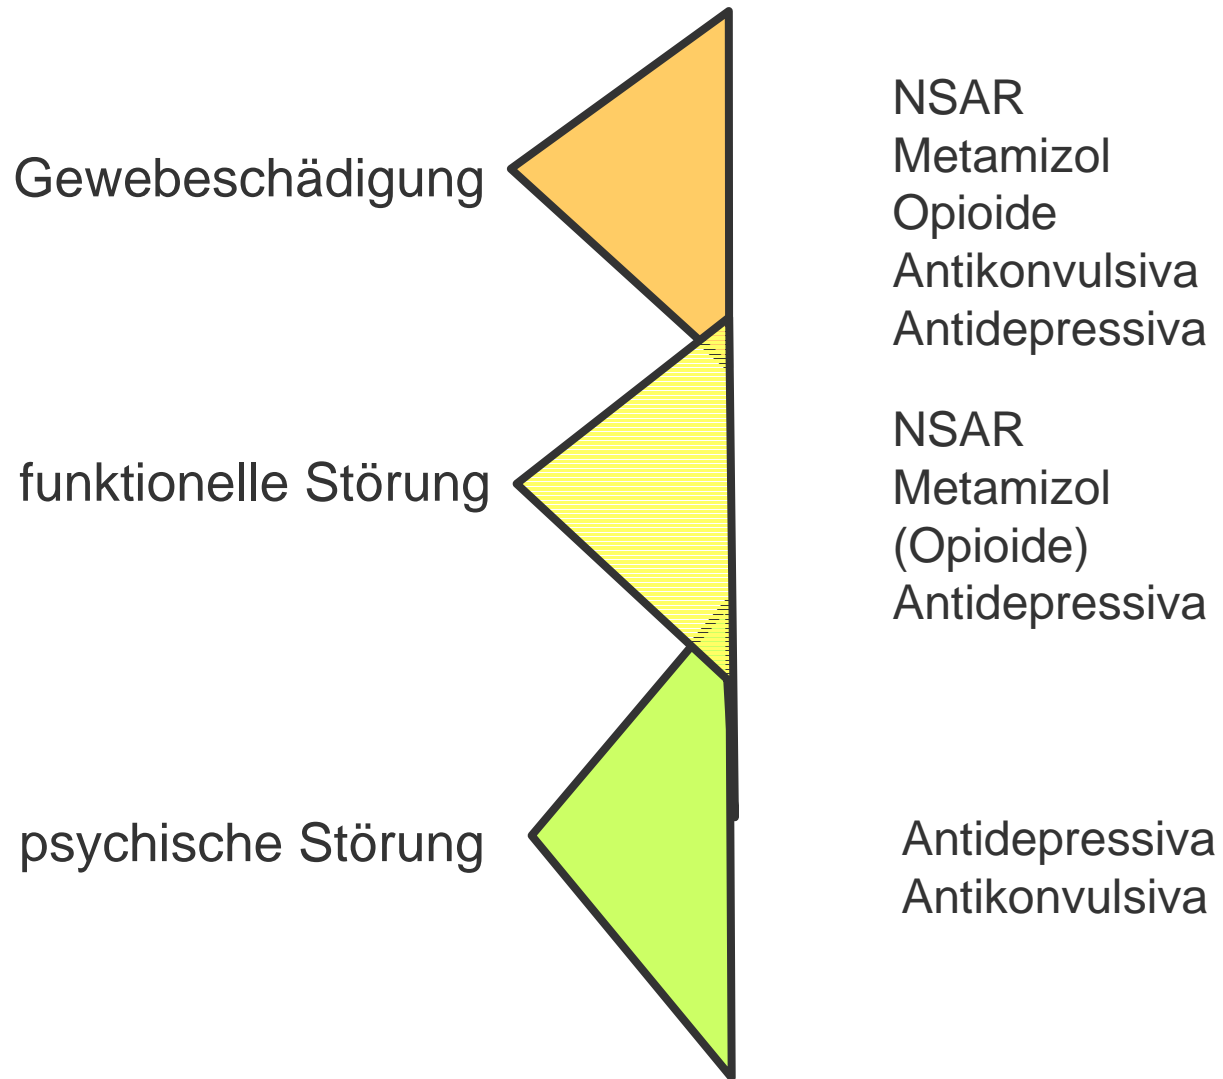 Gewebeschädigung
NSAR
Metamizol
Opioide
Antikonvulsiva
Antidepressiva
funktionelle Störung
NSAR
Metamizol
(Opioide)
Antidepressiva
psychische Störung
Antidepressiva
Antikonvulsiva